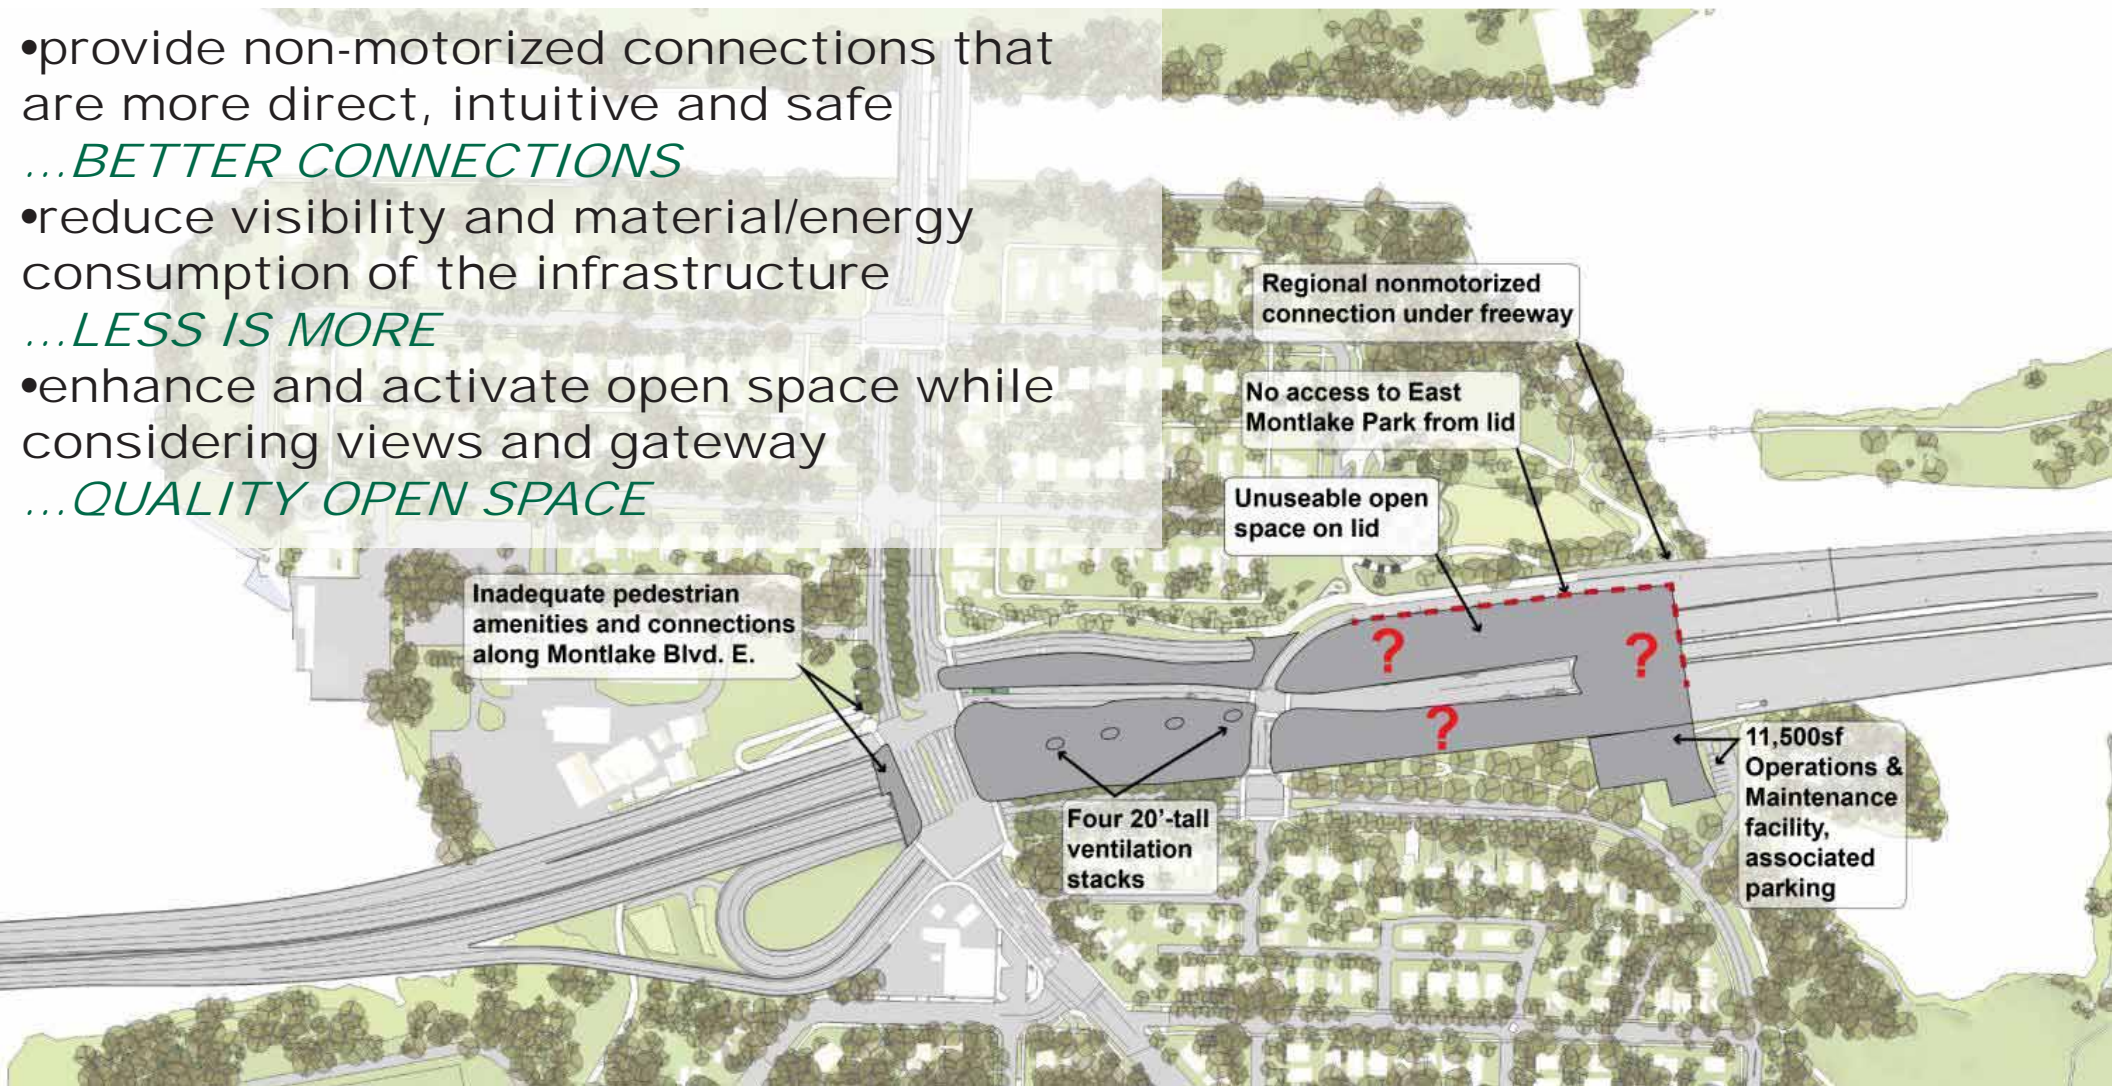 •provide non-motorized connections that
are more direct, intuitive and safe
...BETTER CONNECTIONS
•reduce visibility and material/energy
consumption of the infrastructure
...LESS IS MORE
•enhance and activate open space while
considering views and gateway
...QUALITY OPEN SPACE
Regional nonmotorized
connection under freeway
No access to East
Montlake Park from lid
Unuseable open
space on lid
Inadequate pedestrian
amenities and connections
along Montlake Blvd. E.
?
?
?
Four 20'-tall
ventilation
stacks
11,500sf
Operations &
Maintenance
facility,
associated
parking